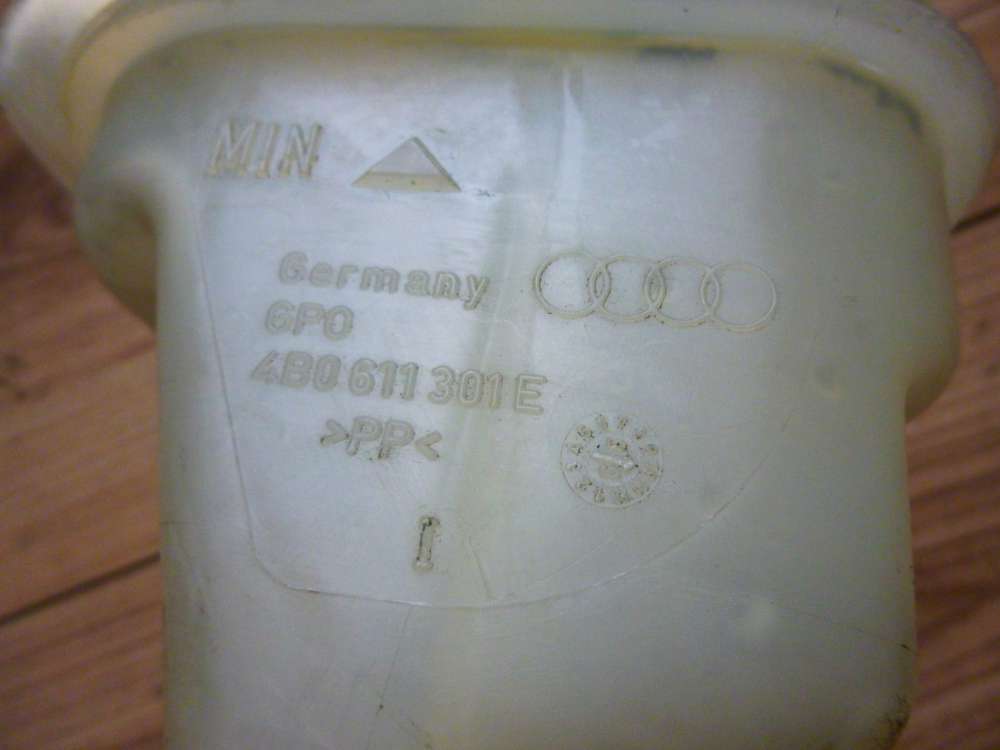 MIN
Germany
GPO
4B0 611 301 E
>PP<
I